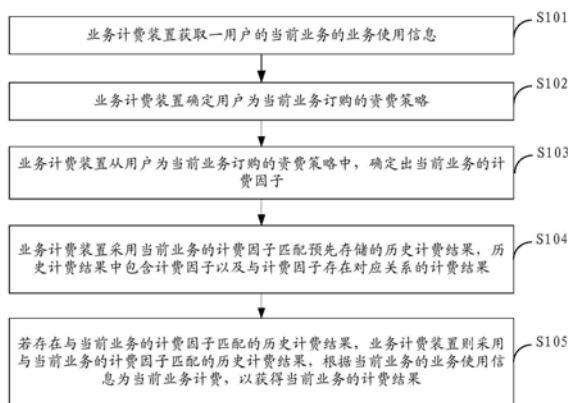 业务计费装置获取一用户的当前业务的业务使用信息
S101
业务计费装置确定用户为当前业务订购的资费策略
S102
业务计费装置从用户为当前业务订购的资费策略中，确定出当前业务的计
费因子
S103
业务计费装置采用当前业务的计费因子匹配预先存储的历史计费结果，历
史计费结果中包含计费因子以及与计费因子存在对应关系的计费结果
S104
若存在与当前业务的计费因子匹配的历史计费结果，业务计费装置则采用
与当前业务的计费因子匹配的历史计费结果，根据当前业务的业务使用信
息为当前业务计费，以获得当前业务的计费结果
S105